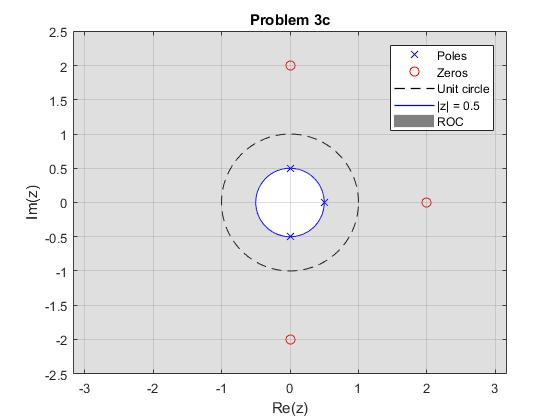 Problem 3c
Poles
Zeros
Unit circle
|z| = 0.5
ROC
2.5
2
1.5
1
0.5
0
-0.5
-1
-1.5
-2
-2.5
Im(z)
-3
-2
-1
0
1
2
3
Re(z)